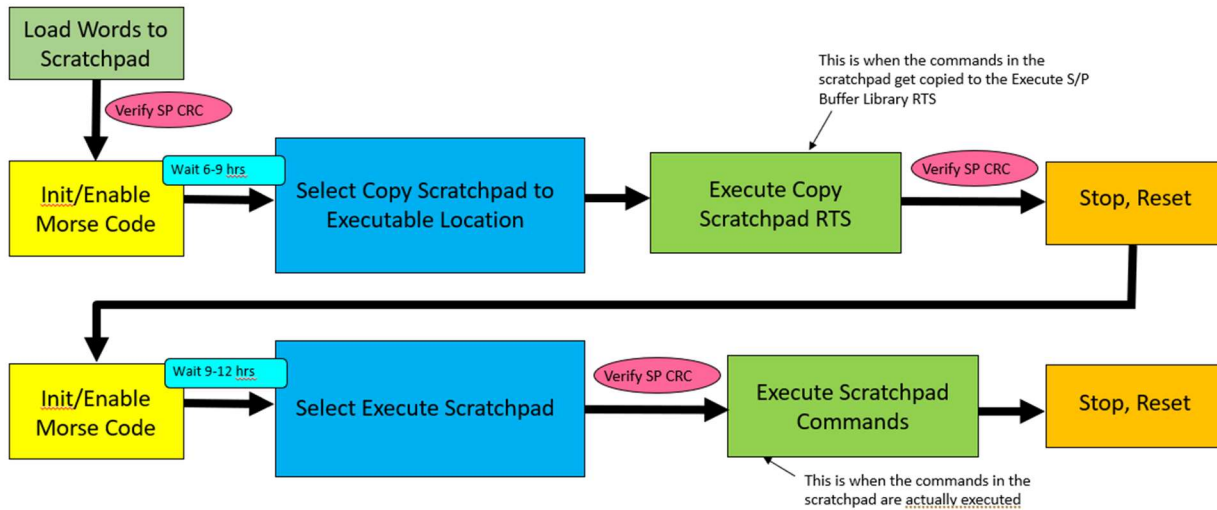 Load Words to
Scratchpad
Verify SP CRC
This is when the commands in the
scratchpad get copied to the Execute S/P
Buffer Library RTS
Init/Enable
Morse Code
Wait 6-9 hrs
Select Copy Scratchpad to
Executable Location
Execute Copy
Scratchpad RTS
Verify SP CRC
Stop, Reset
Init/Enable
Morse Code
Wait 9-12 hrs
Select Execute Scratchpad
Verify SP CRC
Execute Scratchpad
Commands
Stop, Reset
This is when the commands in the
scratchpad are actually executed